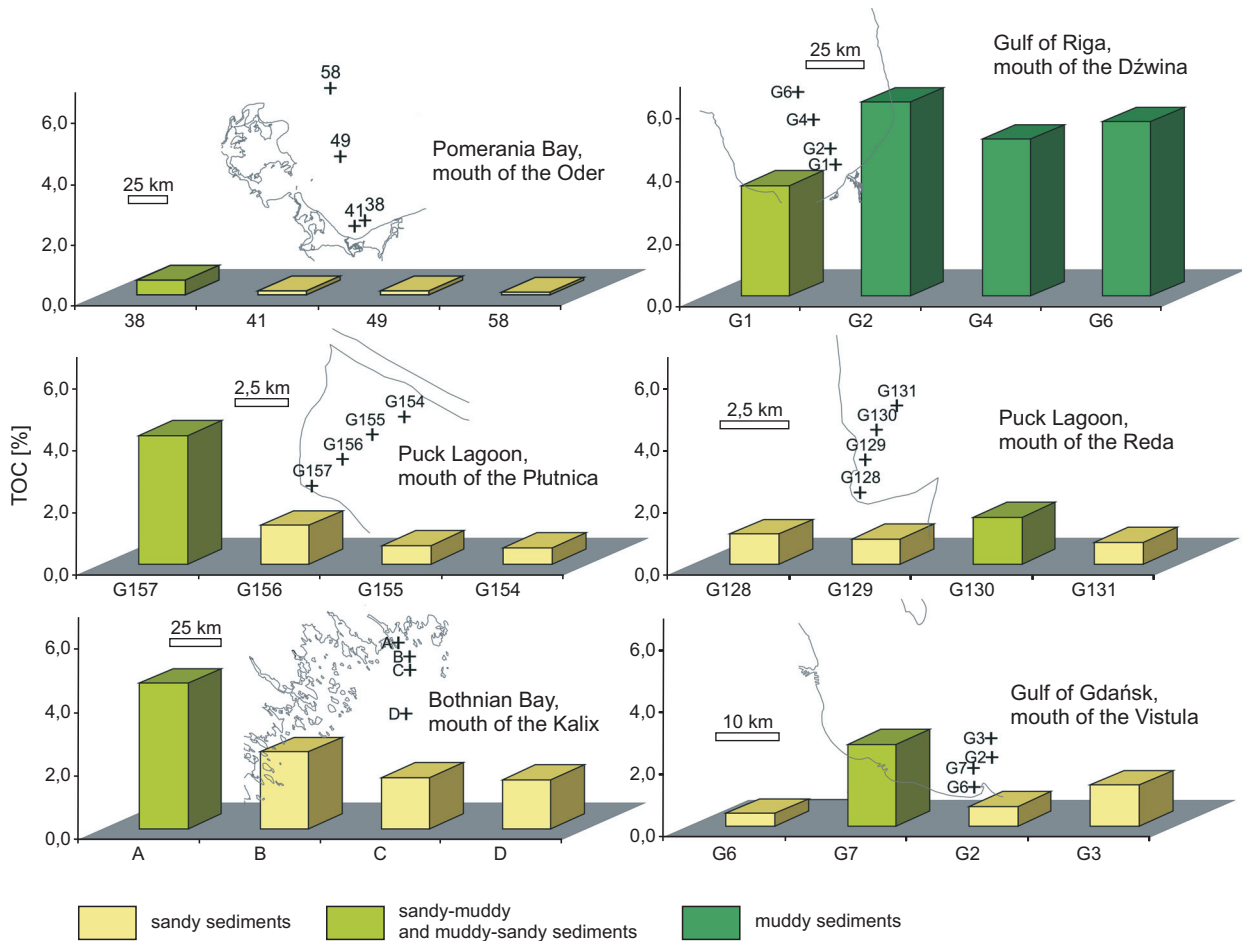 58
25 km
Gulf of Riga,
mouth of the Dźwina
6,0
49
Pomerania Bay,
mouth of the Oder
4,0
25 km
41 38
2,0
0,0
38 41 49 58
6,0
G6
G4
G2
G1
4,0
2,0
0,0
G1 G2 G4 G6
TOC [%]
6,0
2,5 km
G154
G155
G156
G157
Puck Lagoon,
mouth of the Płutnica
4,0
2,0
0,0
G157 G156 G155 G154
6,0
2,5 km
G131
G130
G129
G128
Puck Lagoon,
mouth of the Reda
4,0
2,0
0,0
G128 G129 G130 G131
6,0
25 km
A
B
C
D
Bothnian Bay,
mouth of the Kalix
4,0
2,0
0,0
A B C D
6,0
10 km
Gulf of Gdańsk,
mouth of the Vistula
4,0
G3
G2
G7
G6
2,0
0,0
G6 G7 G2 G3
sandy sediments
sandy-muddy
and muddy-sandy sediments
muddy sediments